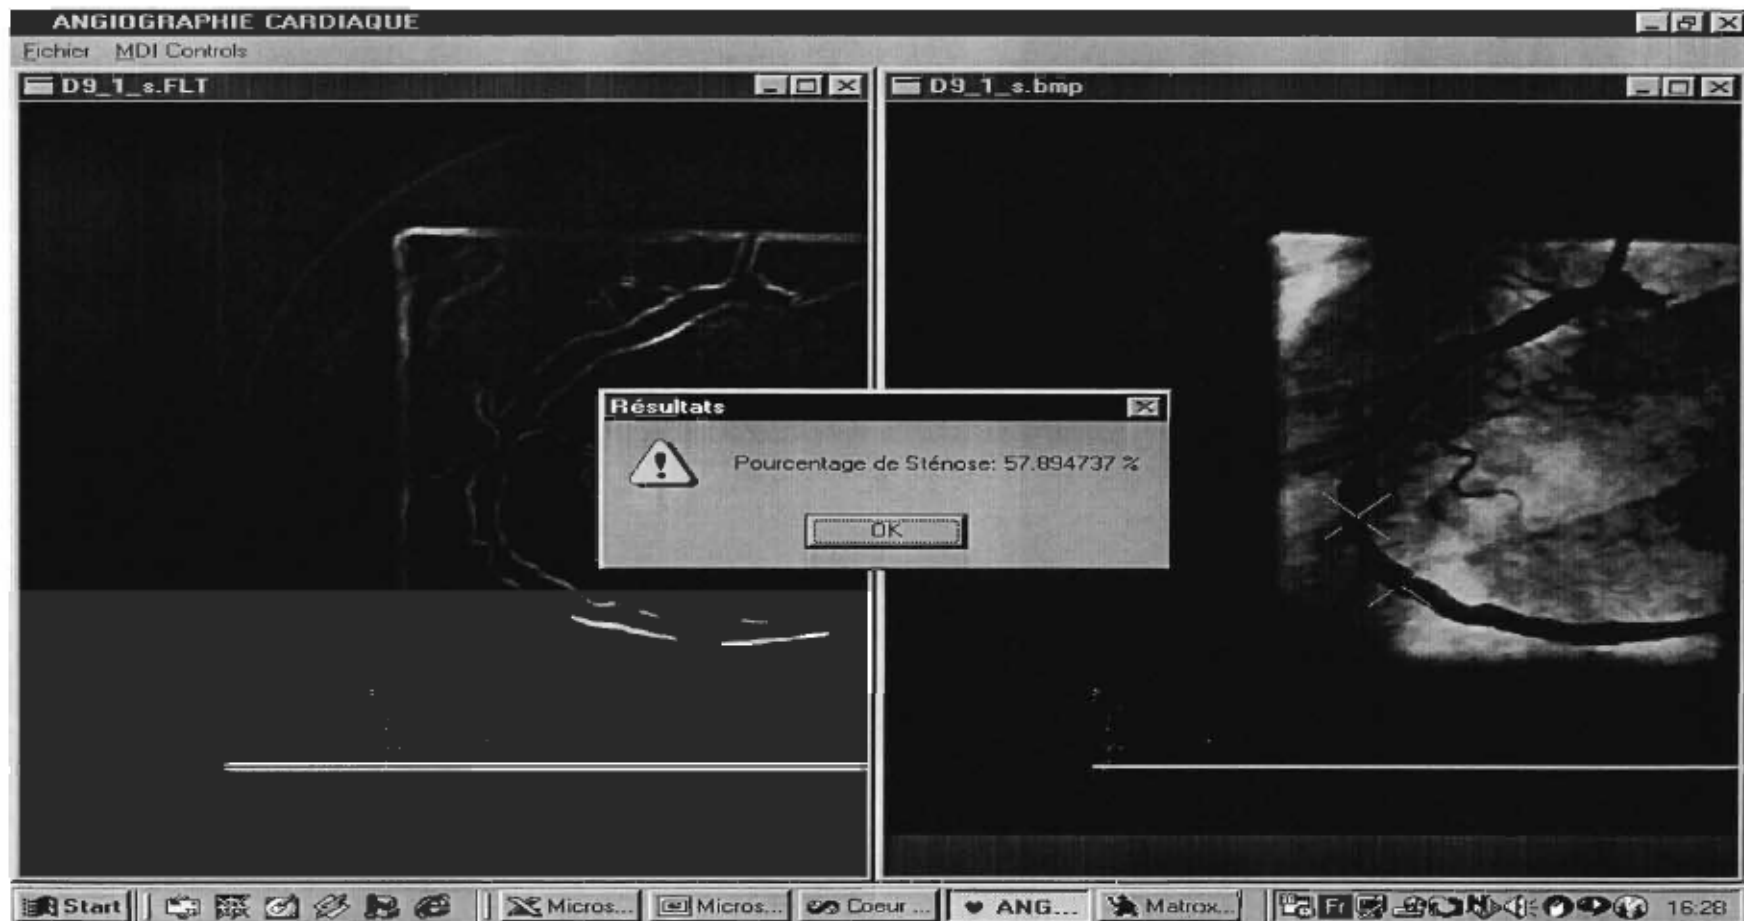 ANGIOGRAPHIE CARDIAQUE
Fichier MDI Controls
D9_1_s.FLT
D9_1_s.bmp
Résultats
Pourcentage de Sténose: 57.894737 %
OK
Start
Micros...
Micros...
Coeur ...
ANG...
Matrox...
Fr
16:28